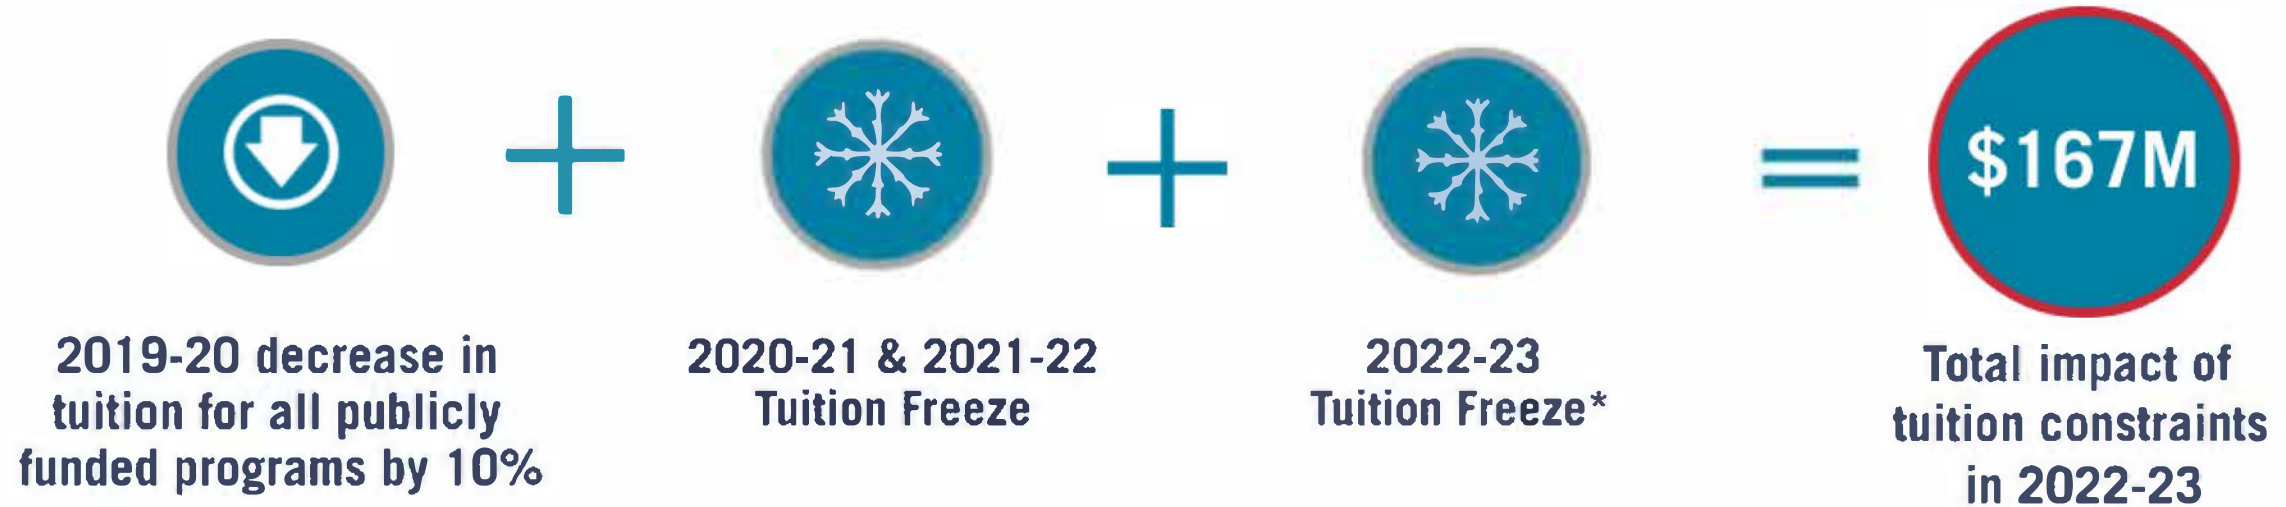 $167M
2019-20 decrease in
tuition for all publicly
funded programs by 10%
2020-21 & 2021-22
Tuition Freeze
2022-23
Tuition Freeze*
Total impact of
tuition constraints
in 2022-23